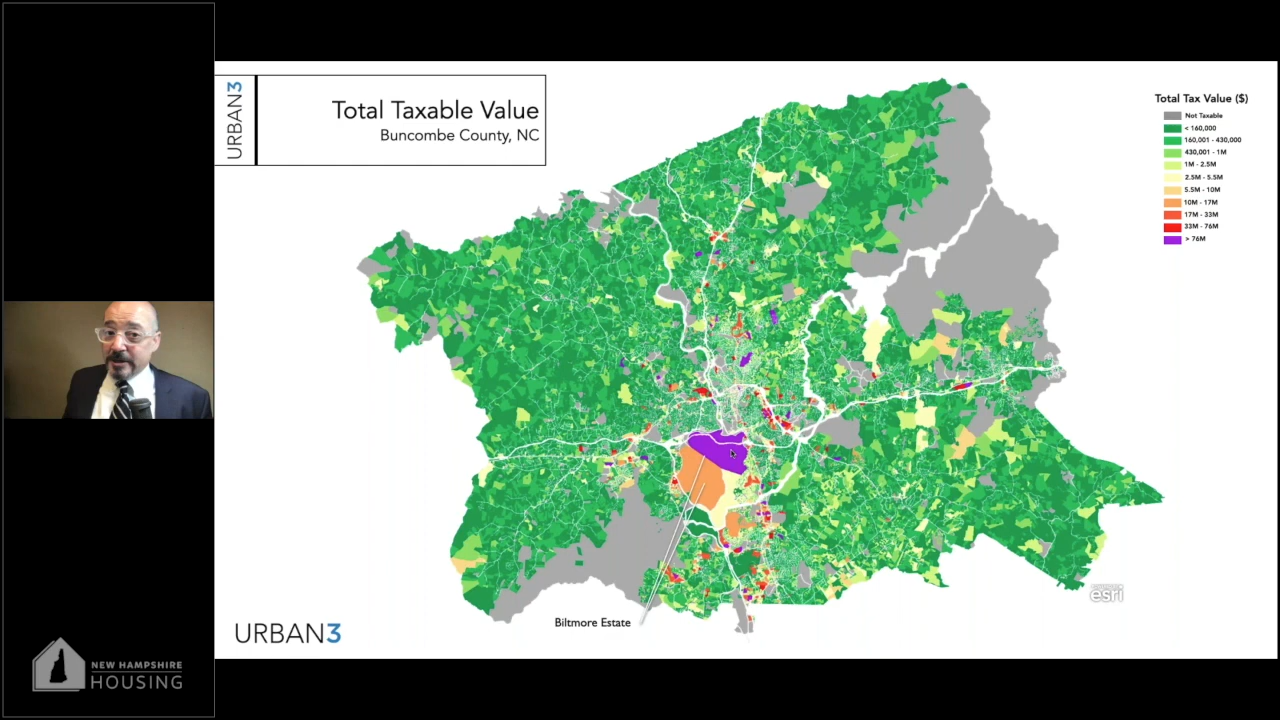 URBAN3
Total Taxable Value
Buncombe County, NC
Total Tax Value ($)
Not Taxable
< 160,000
160,001 - 430,000
430,001 - 1M
1M - 2.5M
2.5M - 5.5M
5.5M - 10M
10M - 17M
17M - 33M
33M - 76M
> 76M
Biltmore Estate
esri
URBAN3
NEW HAMPSHIRE
HOUSING